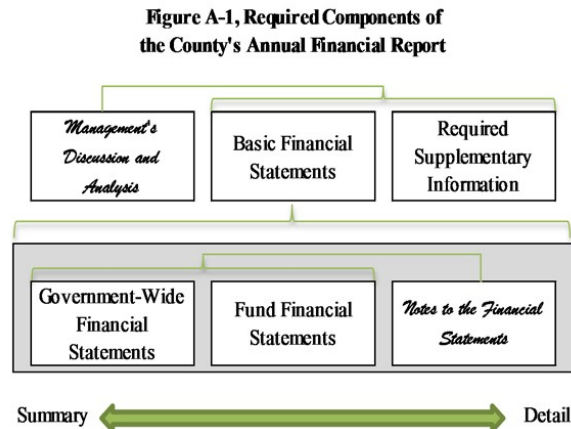 Figure A-1, Required Components of
the County's Annual Financial Report
Management's
Discussion and
Analysis
Basic Financial
Statements
Required
Supplementary
Information
Government-Wide
Financial
Statements
Fund Financial
Statements
Notes to the Financial
Statements
Summary
Detail